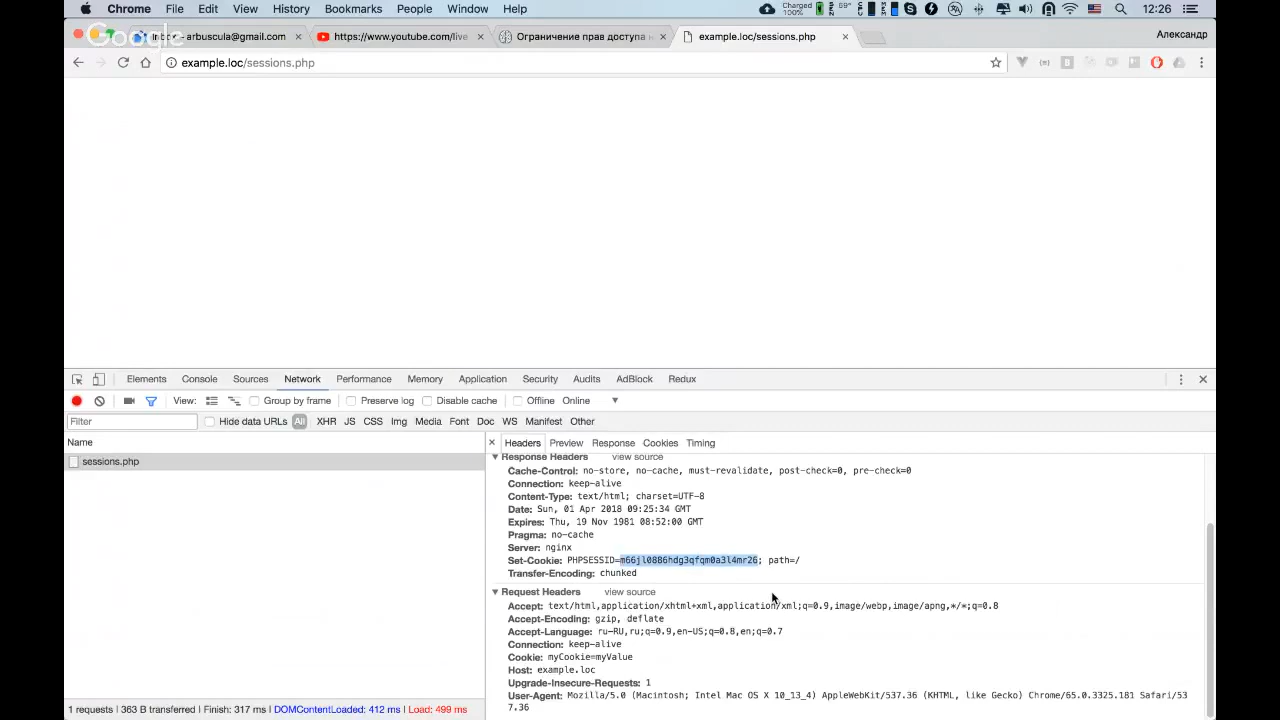 Chrome File Edit View History Bookmarks People Window Help Charged 100% 59° 12:26
Google
Inbox - arbuscula@gmail.com https://www.youtube.com/live Ограничение прав доступа на example.loc/sessions.php Александр
example.loc/sessions.php
Elements Console Sources Network Performance Memory Application Security Audits AdBlock Redux
View: Group by frame Preserve log Disable cache Offline Online
Filter Hide data URLs All XHR JS CSS Img Media Font Doc WS Manifest Other
Name Headers Preview Response Cookies Timing
sessions.php
Response Headers view source
Cache-Control: no-store, no-cache, must-revalidate, post-check=0, pre-check=0
Connection: keep-alive
Content-Type: text/html; charset=UTF-8
Date: Sun, 01 Apr 2018 09:25:34 GMT
Expires: Thu, 19 Nov 1981 08:52:00 GMT
Pragma: no-cache
Server: nginx
Set-Cookie: PHPSESSID=m66jl0886hdg3qfqm0a3l4mr26; path=/
Transfer-Encoding: chunked
Request Headers view source
Accept: text/html,application/xhtml+xml,application/xml;q=0.9,image/webp,image/apng,*/*;q=0.8
Accept-Encoding: gzip, deflate
Accept-Language: ru-RU,ru;q=0.9,en-US;q=0.8,en;q=0.7
Connection: keep-alive
Cookie: myCookie=myValue
Host: example.loc
Upgrade-Insecure-Requests: 1
User-Agent: Mozilla/5.0 (Macintosh; Intel Mac OS X 10_13_4) AppleWebKit/537.36 (KHTML, like Gecko) Chrome/65.0.3325.181 Safari/53
7.36
1 requests | 363 B transferred | Finish: 317 ms | DOMContentLoaded: 412 ms | Load: 499 ms